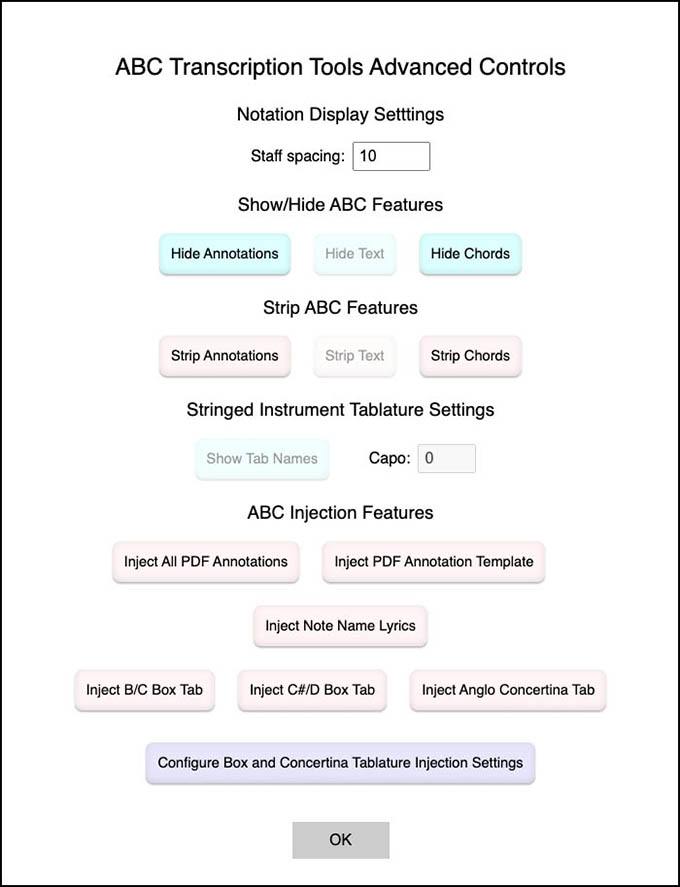 ABC Transcription Tools Advanced Controls
Notation Display Setttings
Staff spacing: 10
Show/Hide ABC Features
Hide Annotations Hide Text Hide Chords
Strip ABC Features
Strip Annotations Strip Text Strip Chords
Stringed Instrument Tablature Settings
Show Tab Names Capo: 0
ABC Injection Features
Inject All PDF Annotations Inject PDF Annotation Template
Inject Note Name Lyrics
Inject B/C Box Tab Inject C#/D Box Tab Inject Anglo Concertina Tab
Configure Box and Concertina Tablature Injection Settings
OK